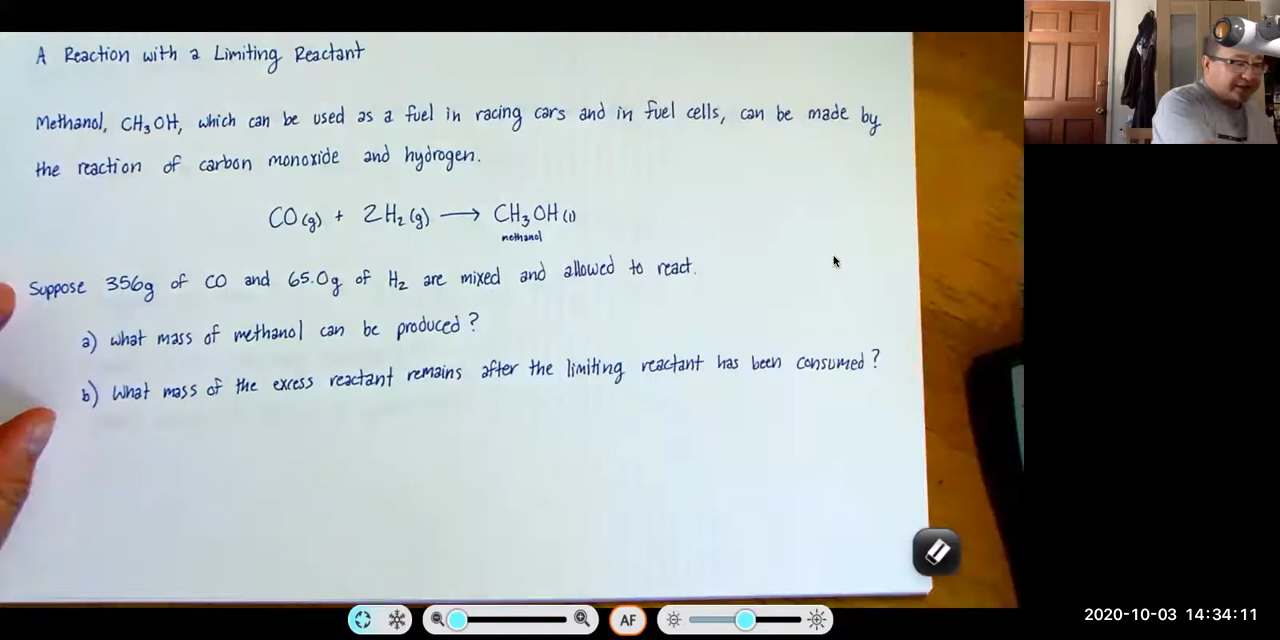 A Reaction with a Limiting Reactant
Methanol, CH₃OH, which can be used as a fuel in racing cars and in fuel cells, can be made by
the reaction of carbon monoxide and hydrogen.
CO(g) + 2H₂(g) ⟶ CH₃OH(l)
methanol
Suppose 356g of CO and 65.0g of H₂ are mixed and allowed to react.
a) What mass of methanol can be produced?
b) What mass of the excess reactant remains after the limiting reactant has been consumed?
AF
2020-10-03 14:34:11